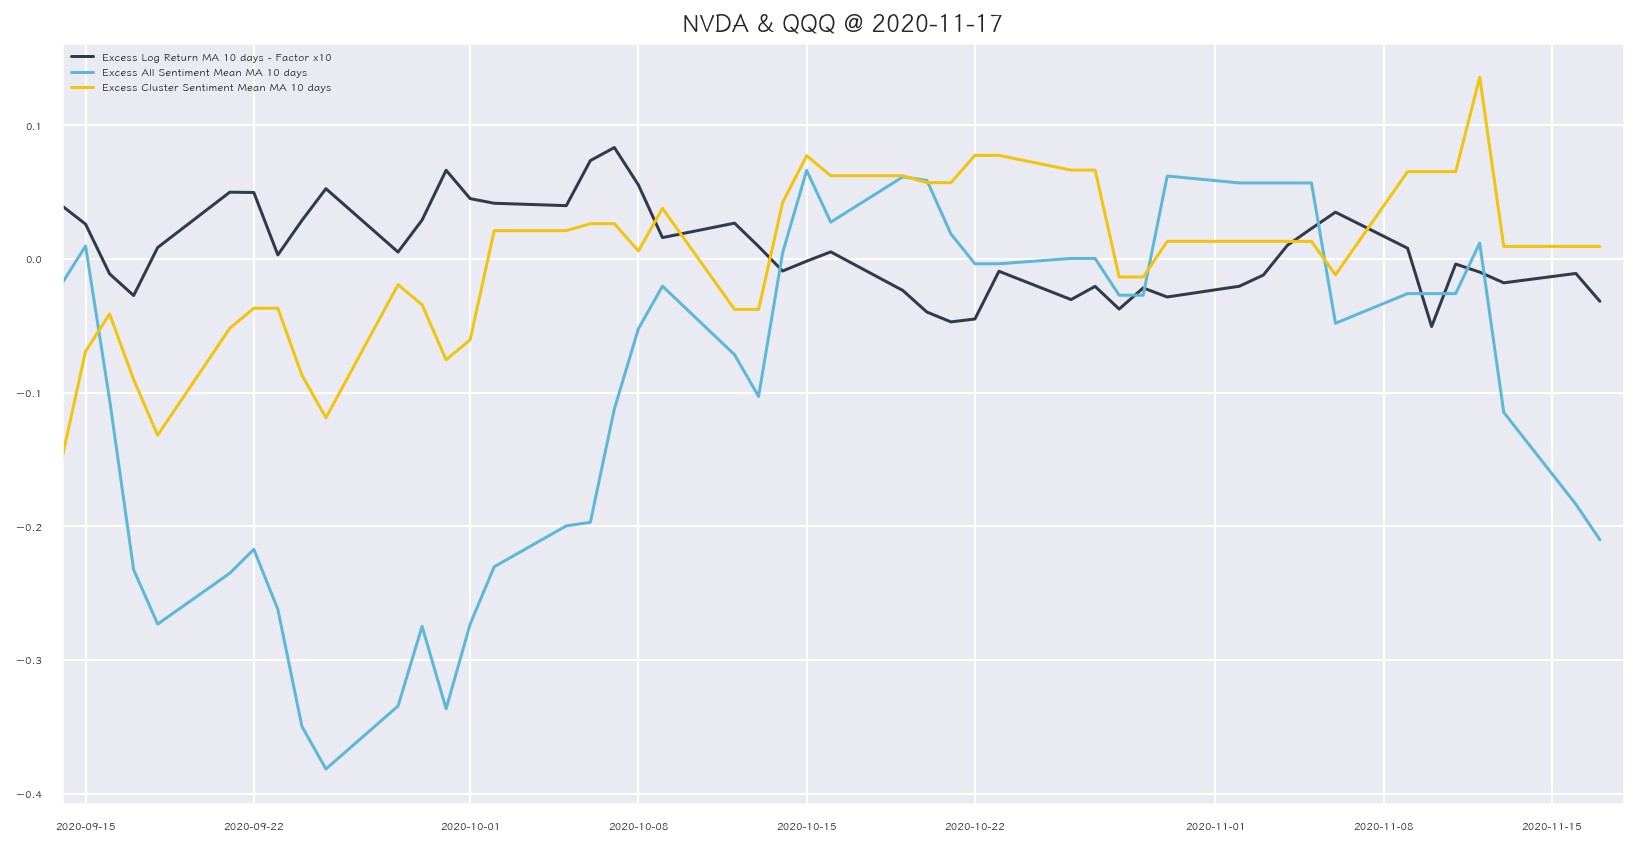 NVDA & QQQ @ 2020-11-17
Excess Log Return MA 10 days - Factor x10
Excess All Sentiment Mean MA 10 days
Excess Cluster Sentiment Mean MA 10 days
0.1
0.0
−0.1
−0.2
−0.3
−0.4
2020-09-15 2020-09-22 2020-10-01 2020-10-08 2020-10-15 2020-10-22 2020-11-01 2020-11-08 2020-11-15